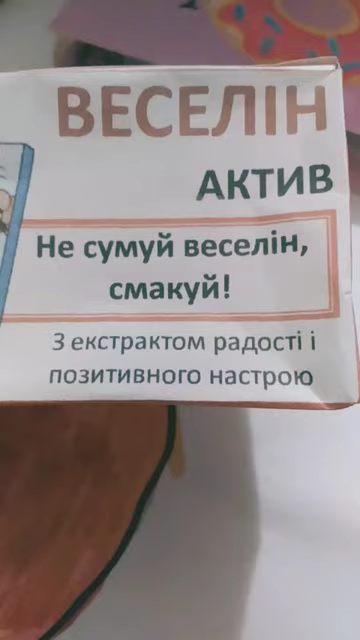 ВЕСЕЛІН
АКТИВ
Не сумуй веселін,
смакуй!
З екстрактом радості і
позитивного настрою